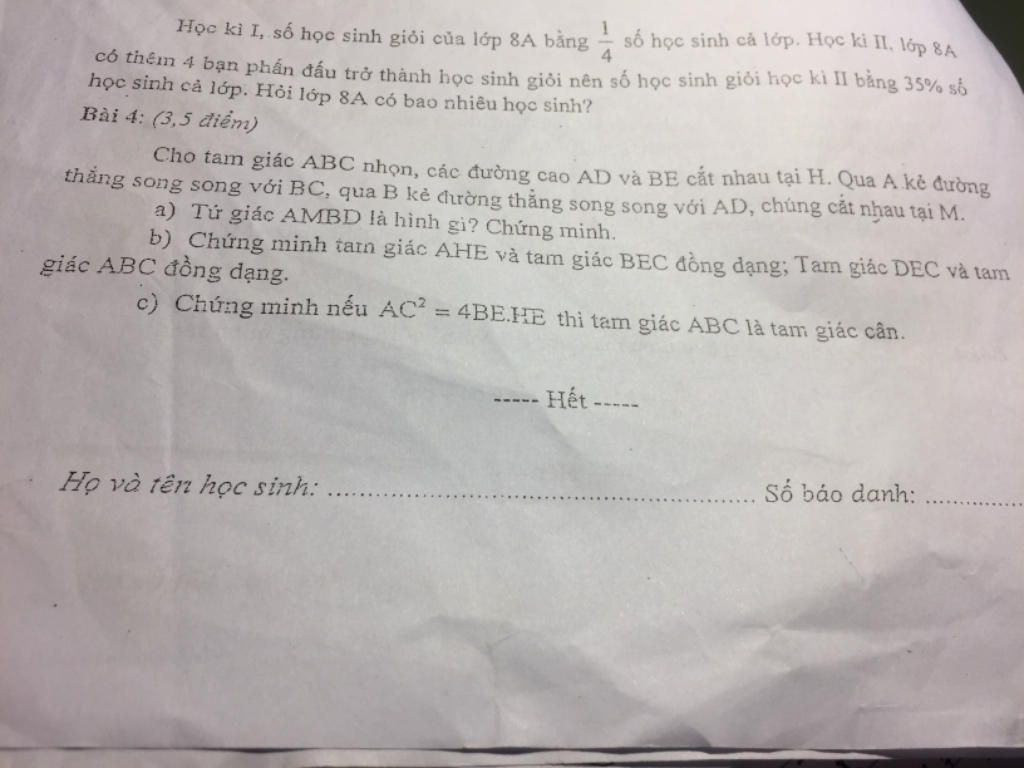 Học kì I, số học sinh giỏi của lớp 8A bằng 1/4 số học sinh cả lớp. Học kì II, lớp 8A
có thêm 4 bạn phấn đấu trở thành học sinh giỏi nên số học sinh giỏi học kì II bằng 35% số
học sinh cả lớp. Hỏi lớp 8A có bao nhiêu học sinh?
Bài 4: (3,5 điểm)
Cho tam giác ABC nhọn, các đường cao AD và BE cắt nhau tại H. Qua A kẻ đường
thẳng song song với BC, qua B kẻ đường thẳng song song với AD, chúng cắt nhau tại M.
a) Tứ giác AMBD là hình gì? Chứng minh.
b) Chứng minh tam giác AHE và tam giác BEC đồng dạng; Tam giác DEC và tam
giác ABC đồng dạng.
c) Chứng minh nếu AC² = 4BE.HE thì tam giác ABC là tam giác cân.
----- Hết -----
Họ và tên học sinh: .................................................... Số báo danh: .............